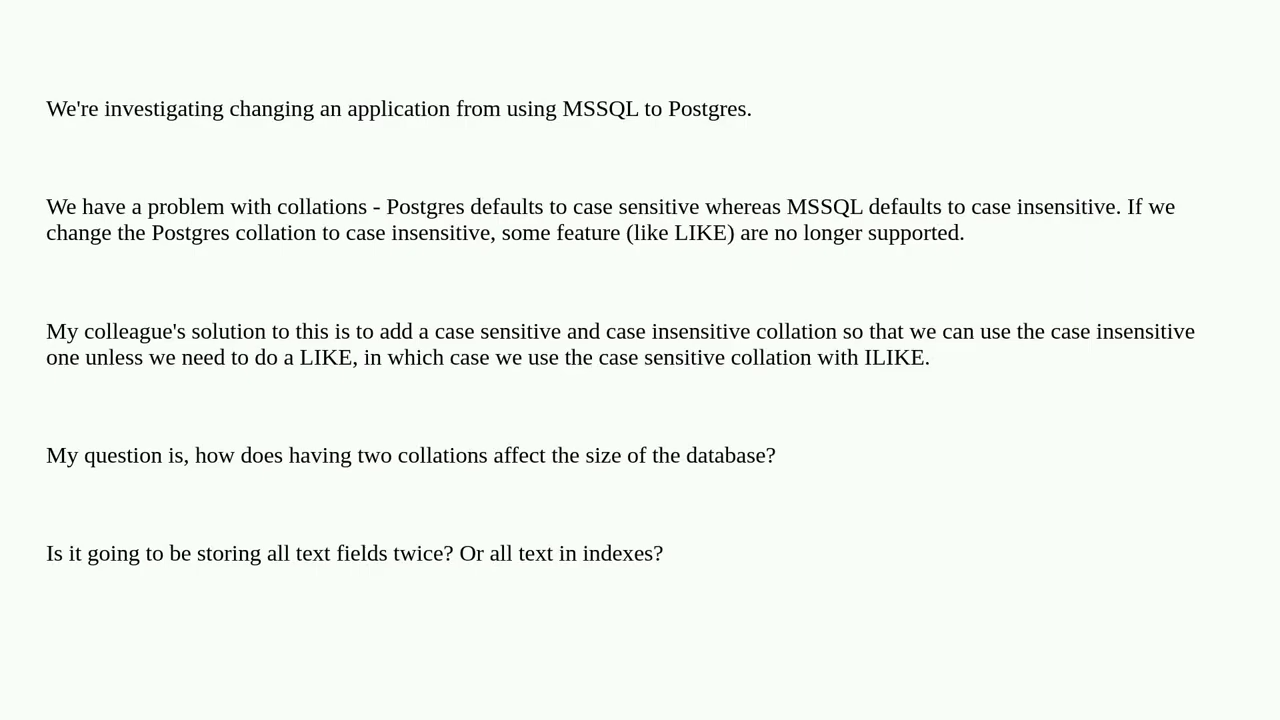 We're investigating changing an application from using MSSQL to Postgres.
We have a problem with collations - Postgres defaults to case sensitive whereas MSSQL defaults to case insensitive. If we
change the Postgres collation to case insensitive, some feature (like LIKE) are no longer supported.
My colleague's solution to this is to add a case sensitive and case insensitive collation so that we can use the case insensitive
one unless we need to do a LIKE, in which case we use the case sensitive collation with ILIKE.
My question is, how does having two collations affect the size of the database?
Is it going to be storing all text fields twice? Or all text in indexes?